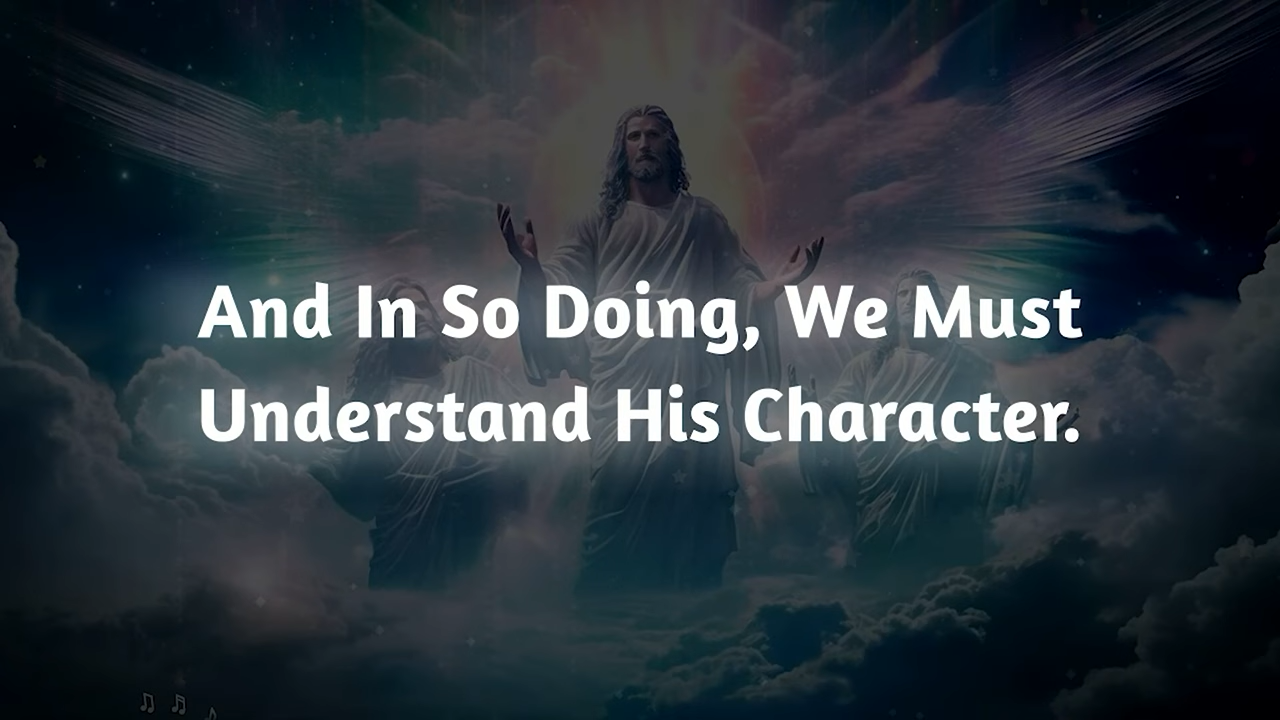 And In So Doing, We Must
Understand His Character.